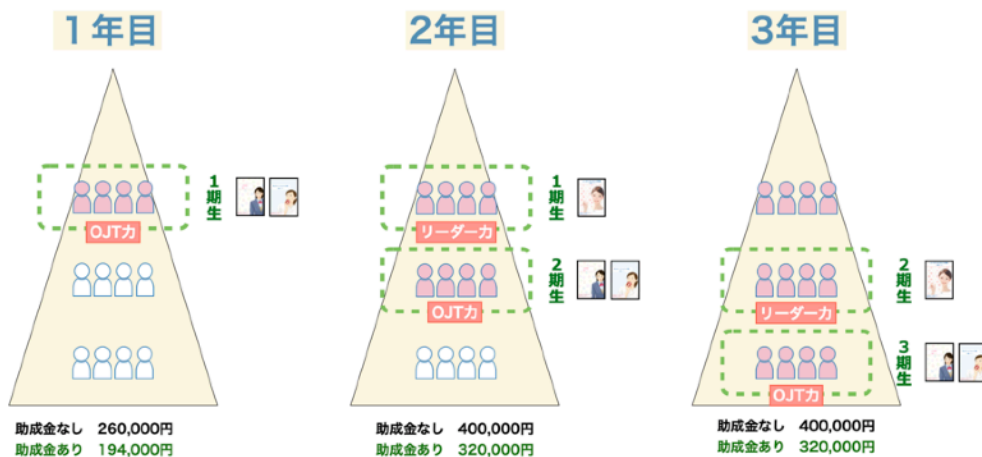 1年目
1期生
OJT力
助成金なし 260,000円
助成金あり 194,000円
2年目
1期生
リーダー力
2期生
OJT力
助成金なし 400,000円
助成金あり 320,000円
3年目
2期生
リーダー力
3期生
OJT力
助成金なし 400,000円
助成金あり 320,000円